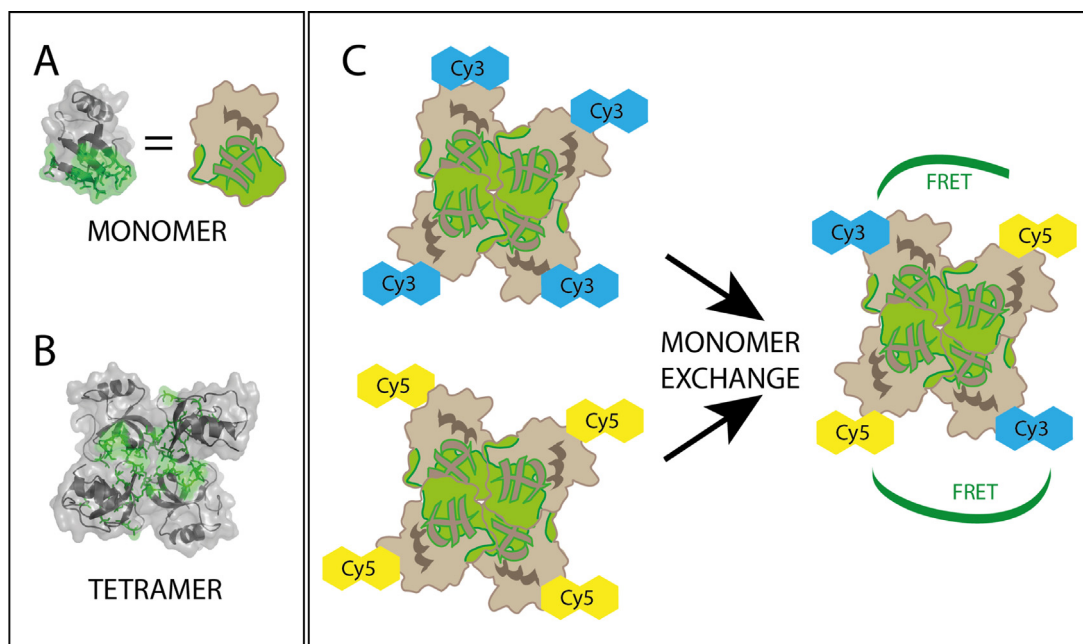 A
=
MONOMER
B
TETRAMER
C
Cy3
Cy3
Cy3
Cy3
Cy5
Cy5
Cy5
Cy5
MONOMER
EXCHANGE
FRET
Cy3
Cy5
Cy5
Cy3
FRET